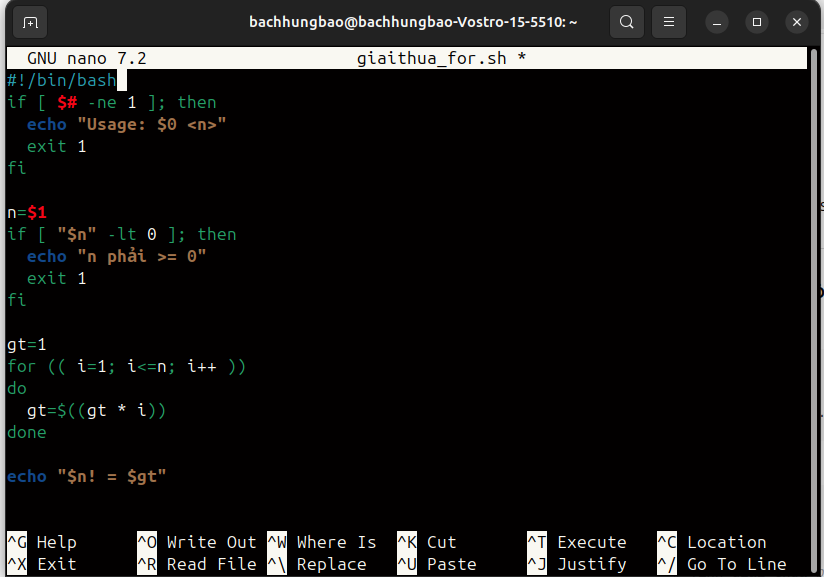 bachhungbao@bachhungbao-Vostro-15-5510: ~
GNU nano 7.2 giaithua_for.sh *
#!/bin/bash
if [ $# -ne 1 ]; then
  echo "Usage: $0 <n>"
  exit 1
fi

n=$1
if [ "$n" -lt 0 ]; then
  echo "n phải >= 0"
  exit 1
fi

gt=1
for (( i=1; i<=n; i++ ))
do
  gt=$((gt * i))
done

echo "$n! = $gt"

^G Help ^O Write Out ^W Where Is ^K Cut ^T Execute ^C Location
^X Exit ^R Read File ^\ Replace ^U Paste ^J Justify ^/ Go To Line